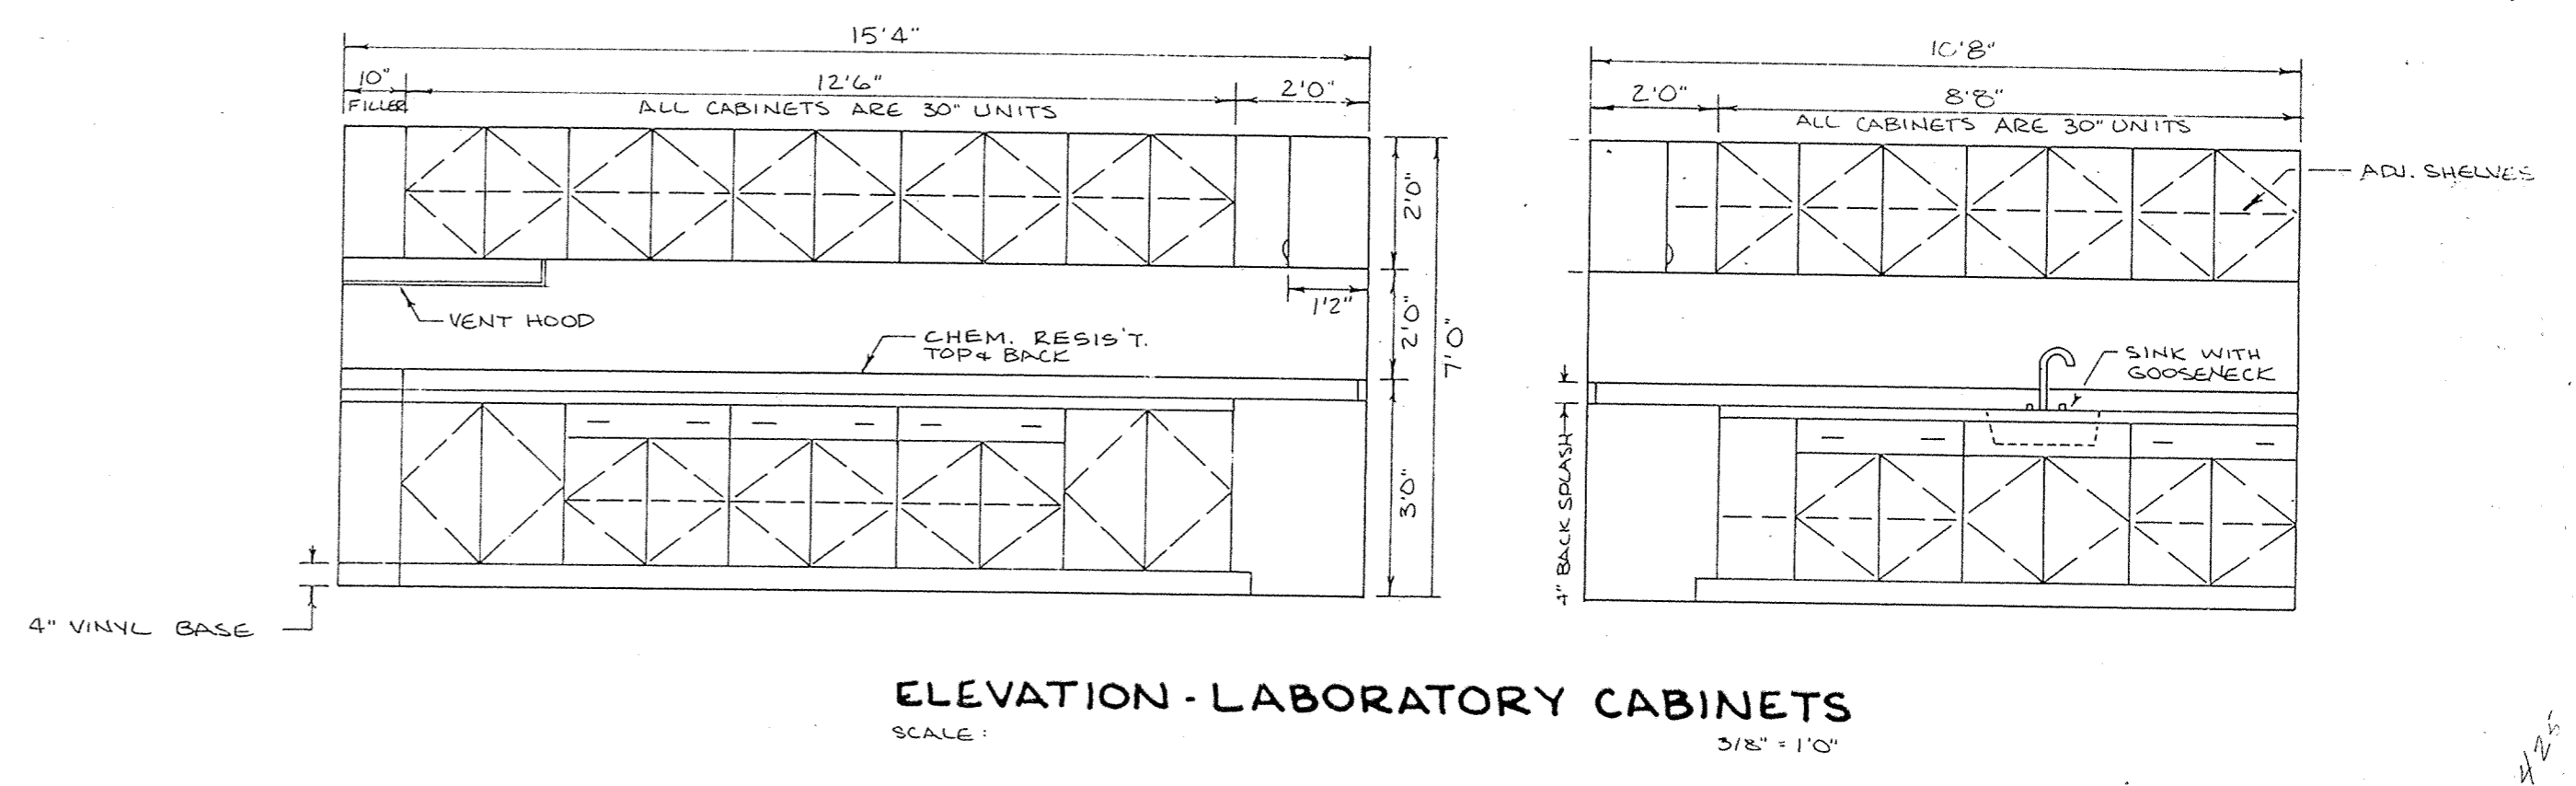 15'4"
10"
FILLER
12'6"
ALL CABINETS ARE 30" UNITS
2'0"
2'0"
1'2"
2'0"
7'0"
3'0"
VENT HOOD
CHEM. RESIS'T.
TOP & BACK
4" VINYL BASE
10'8"
2'0"
8'8"
ALL CABINETS ARE 30" UNITS
ADJ. SHELVES
SINK WITH
GOOSENECK
4" BACK SPLASH
ELEVATION - LABORATORY CABINETS
SCALE :
3/8" = 1'0"